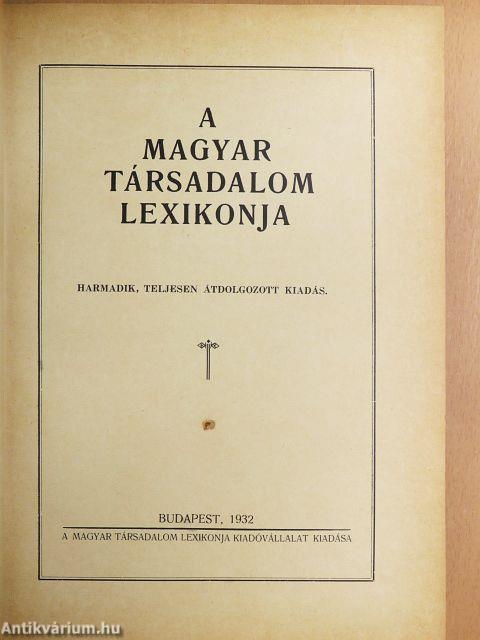 A
MAGYAR
TÁRSADALOM
LEXIKONJA
HARMADIK, TELJESEN ÁTDOLGOZOTT KIADÁS.
BUDAPEST, 1932
A MAGYAR TÁRSADALOM LEXIKONJA KIADÓVÁLLALAT KIADÁSA
Antikvárium.hu